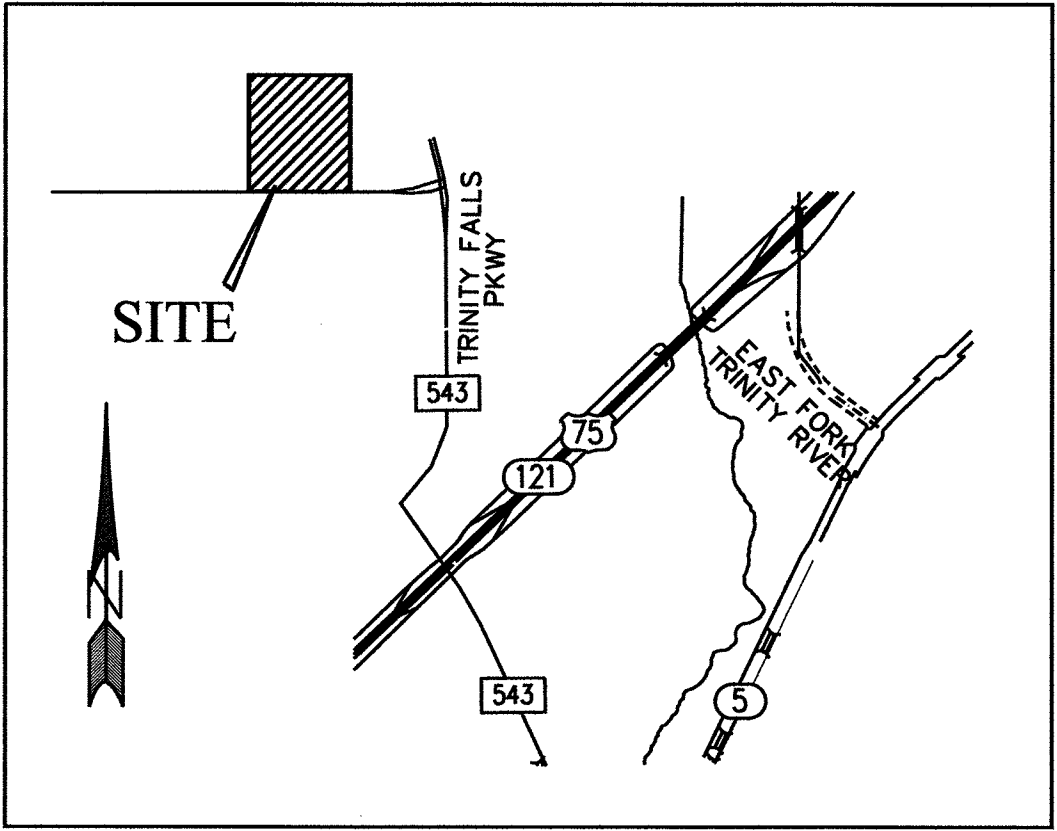 TRINITY FALLS
PKWY
SITE
EAST FORK
TRINITY RIVER
543
75
121
N
543
5